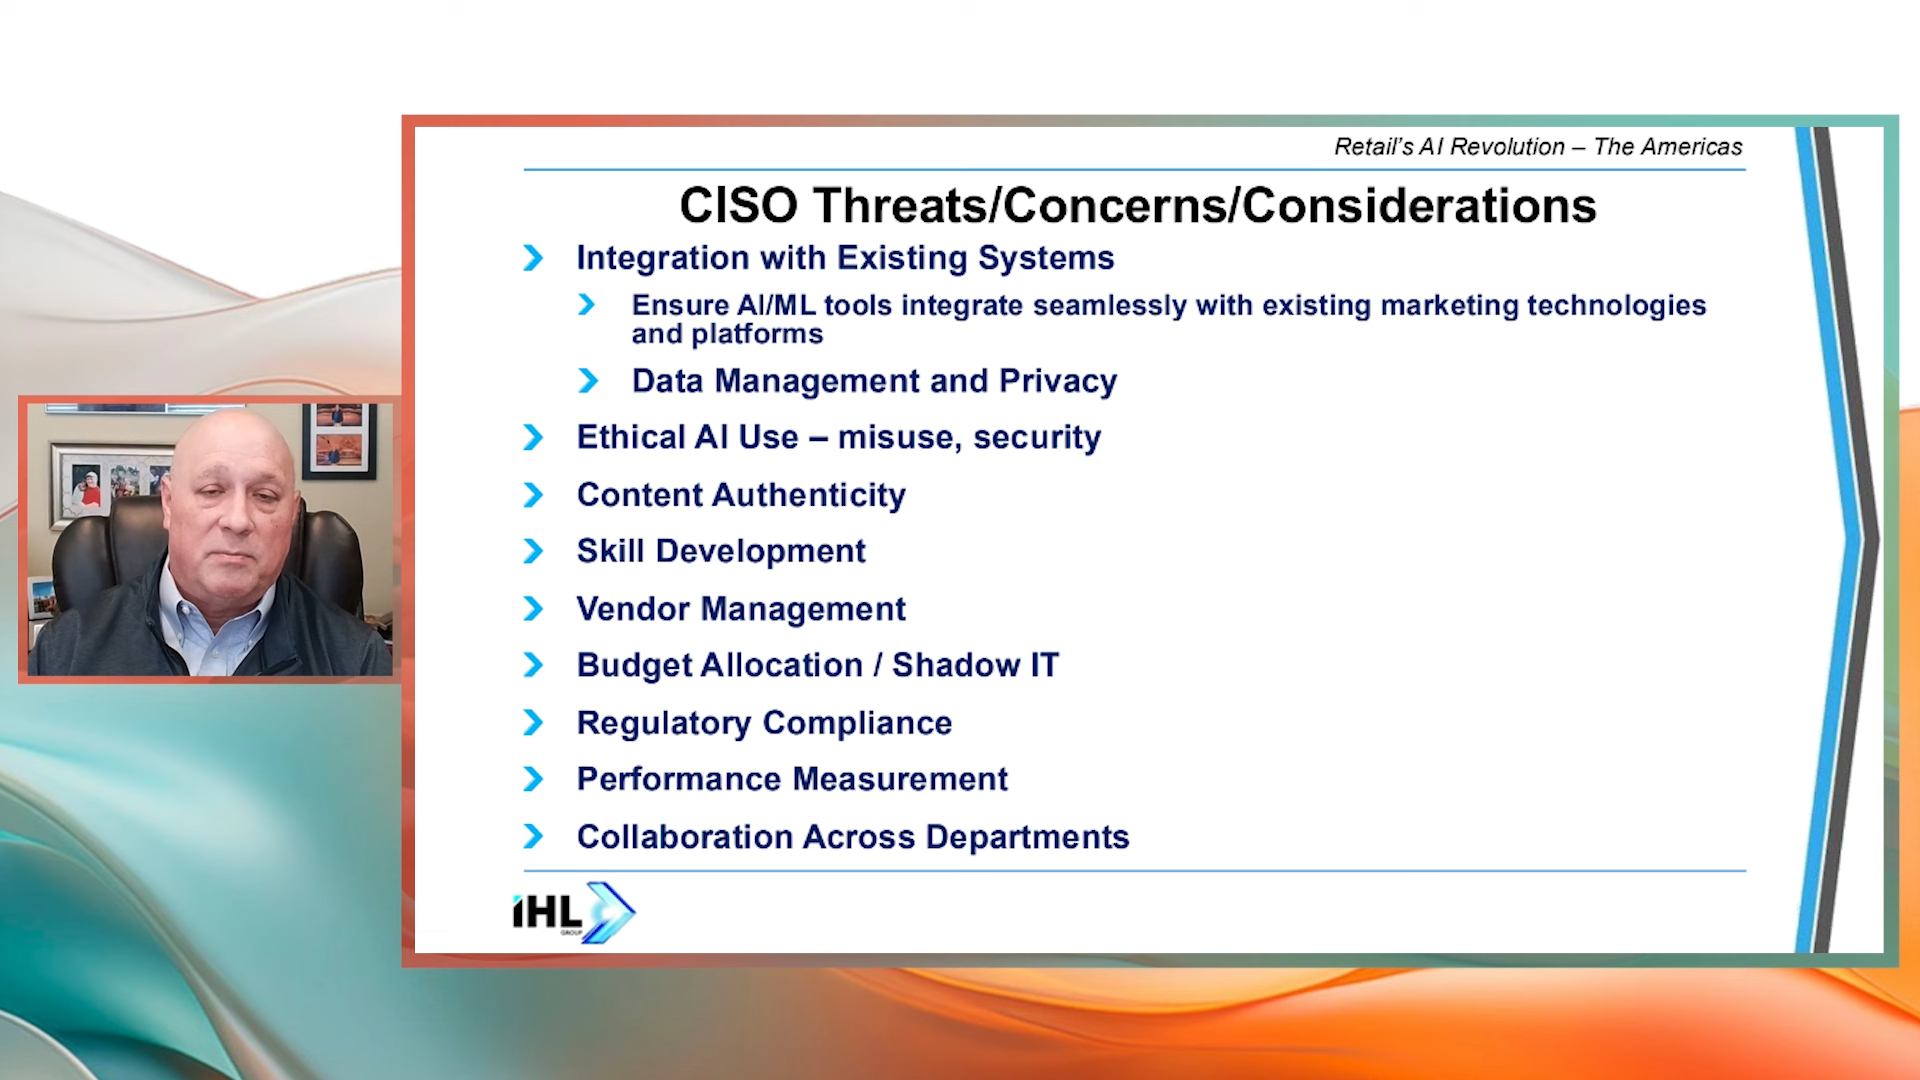 Retail's AI Revolution – The Americas
CISO Threats/Concerns/Considerations
Integration with Existing Systems
Ensure AI/ML tools integrate seamlessly with existing marketing technologies
and platforms
Data Management and Privacy
Ethical AI Use – misuse, security
Content Authenticity
Skill Development
Vendor Management
Budget Allocation / Shadow IT
Regulatory Compliance
Performance Measurement
Collaboration Across Departments
IHL
GROUP